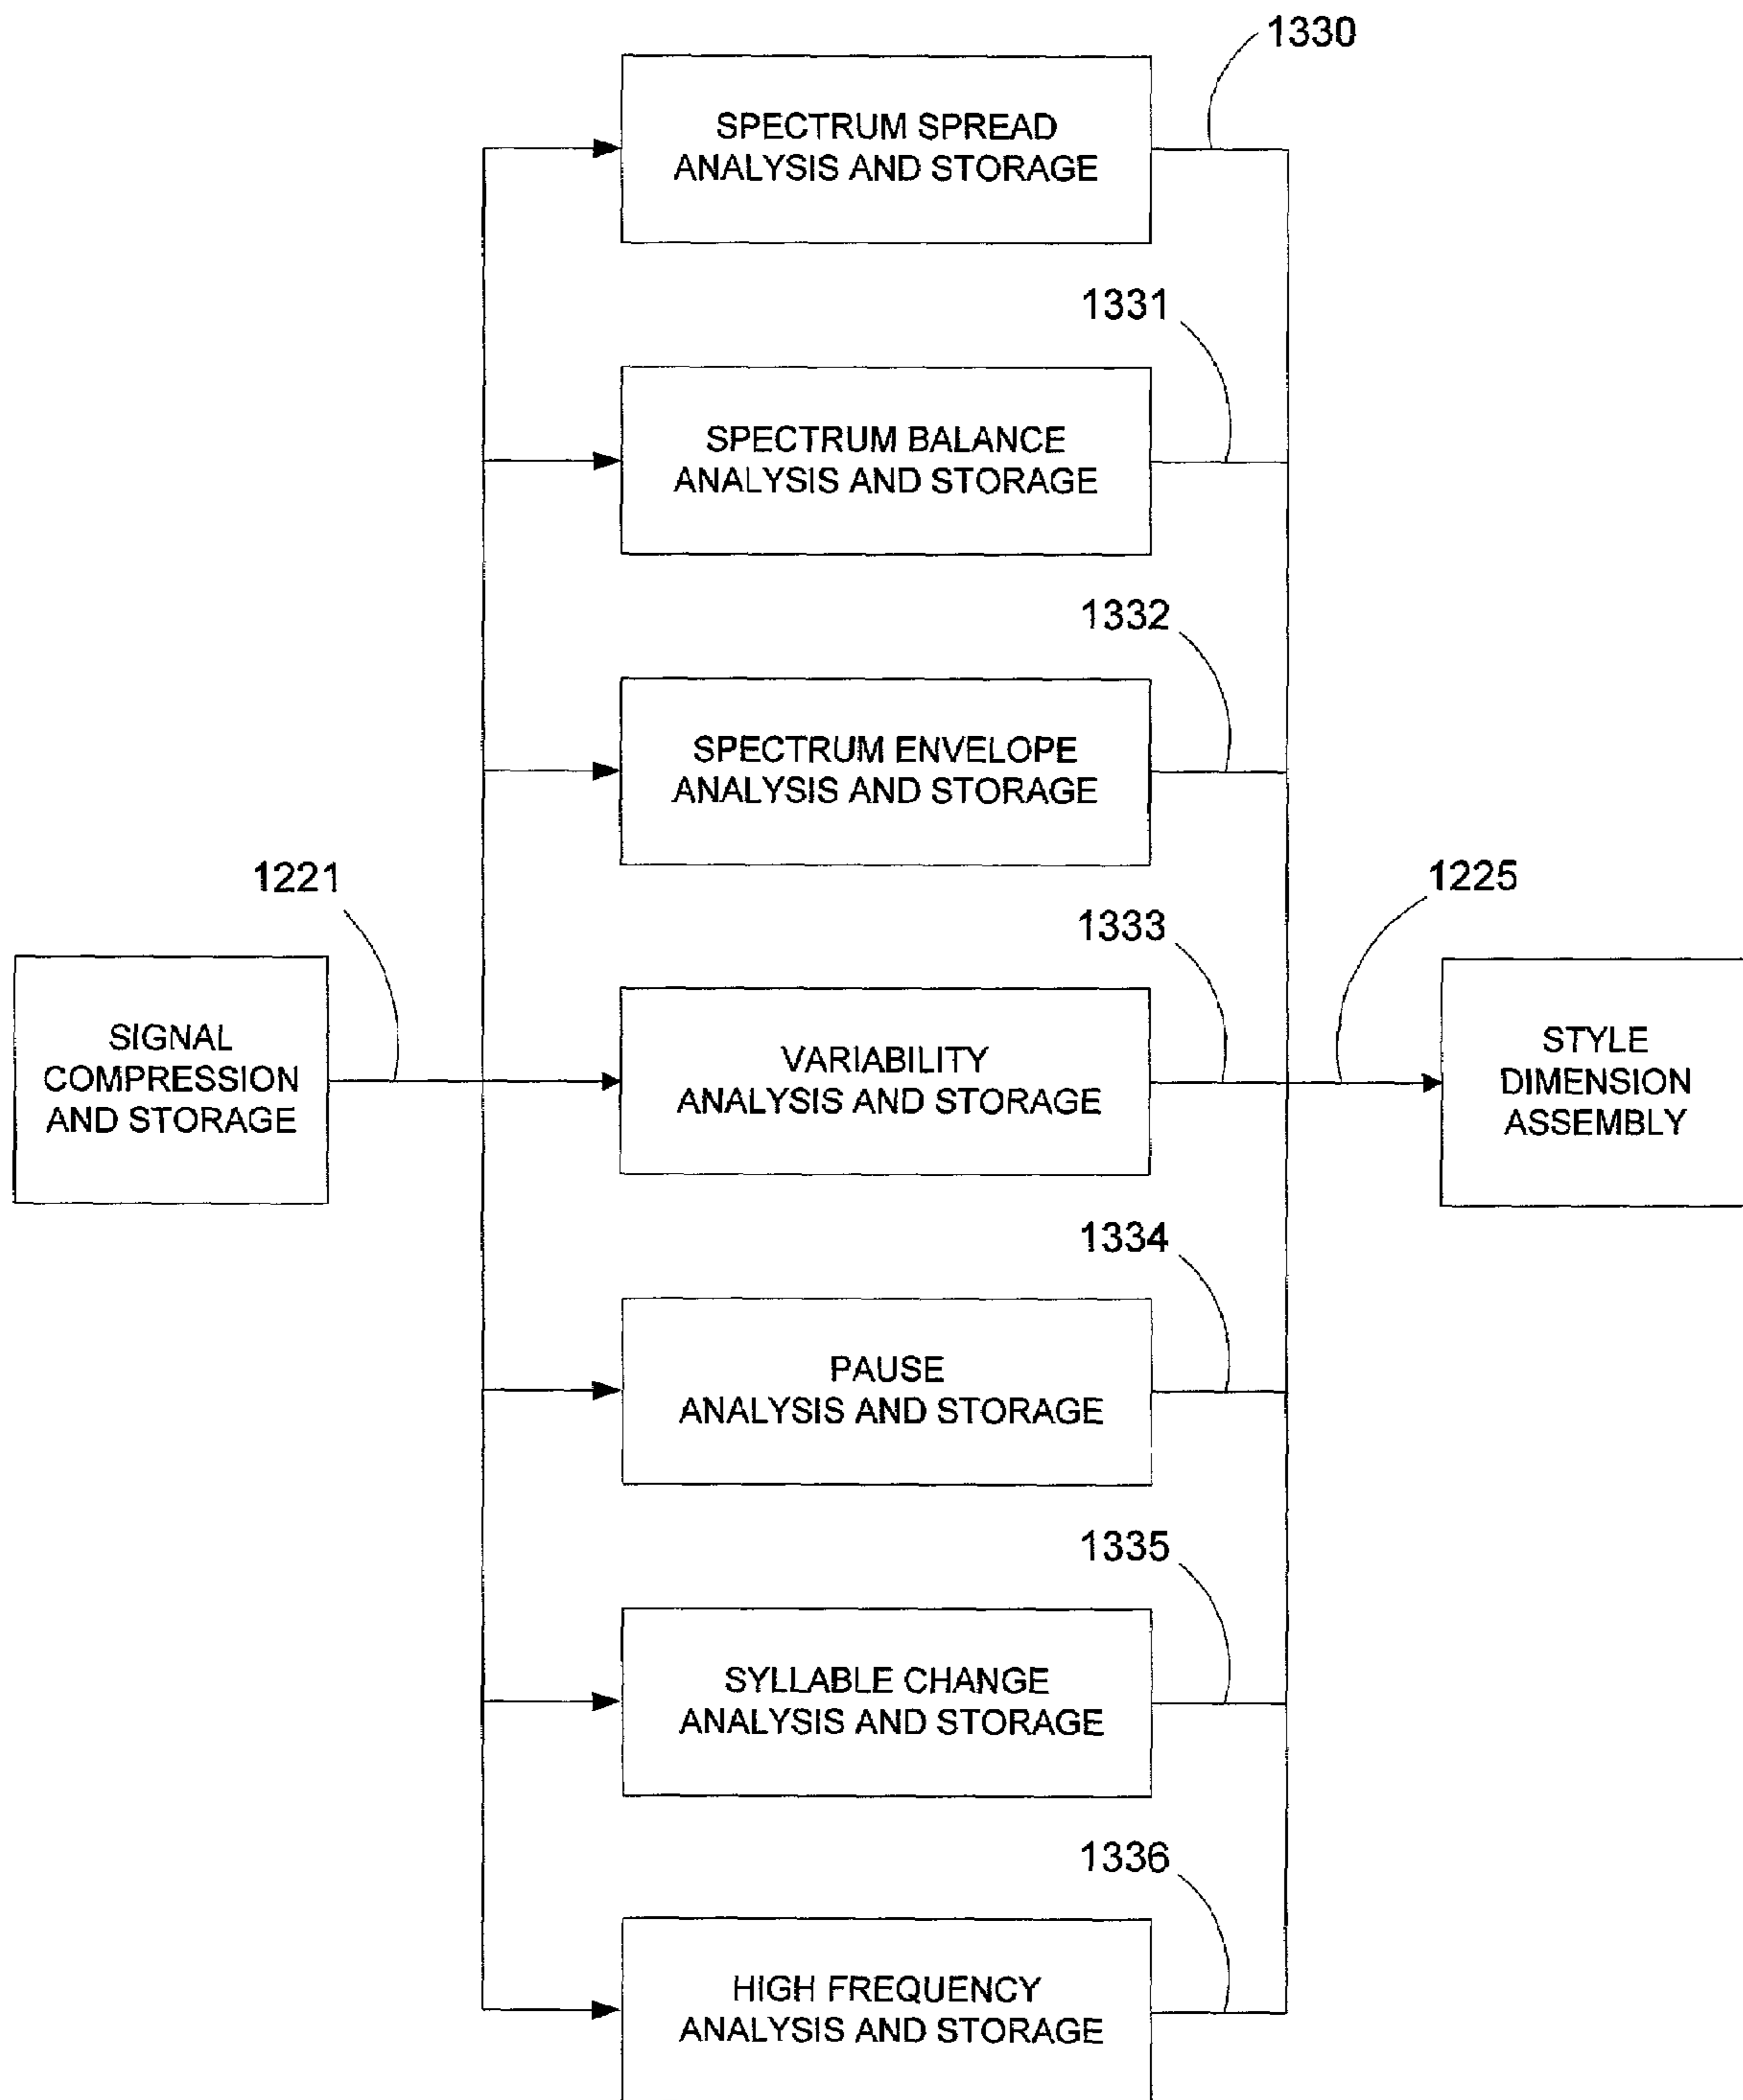 1330
SPECTRUM SPREAD
ANALYSIS AND STORAGE
1331
SPECTRUM BALANCE
ANALYSIS AND STORAGE
1332
SPECTRUM ENVELOPE
ANALYSIS AND STORAGE
1221
1333
1225
SIGNAL
COMPRESSION
AND STORAGE
VARIABILITY
ANALYSIS AND STORAGE
STYLE
DIMENSION
ASSEMBLY
1334
PAUSE
ANALYSIS AND STORAGE
1335
SYLLABLE CHANGE
ANALYSIS AND STORAGE
1336
HIGH FREQUENCY
ANALYSIS AND STORAGE